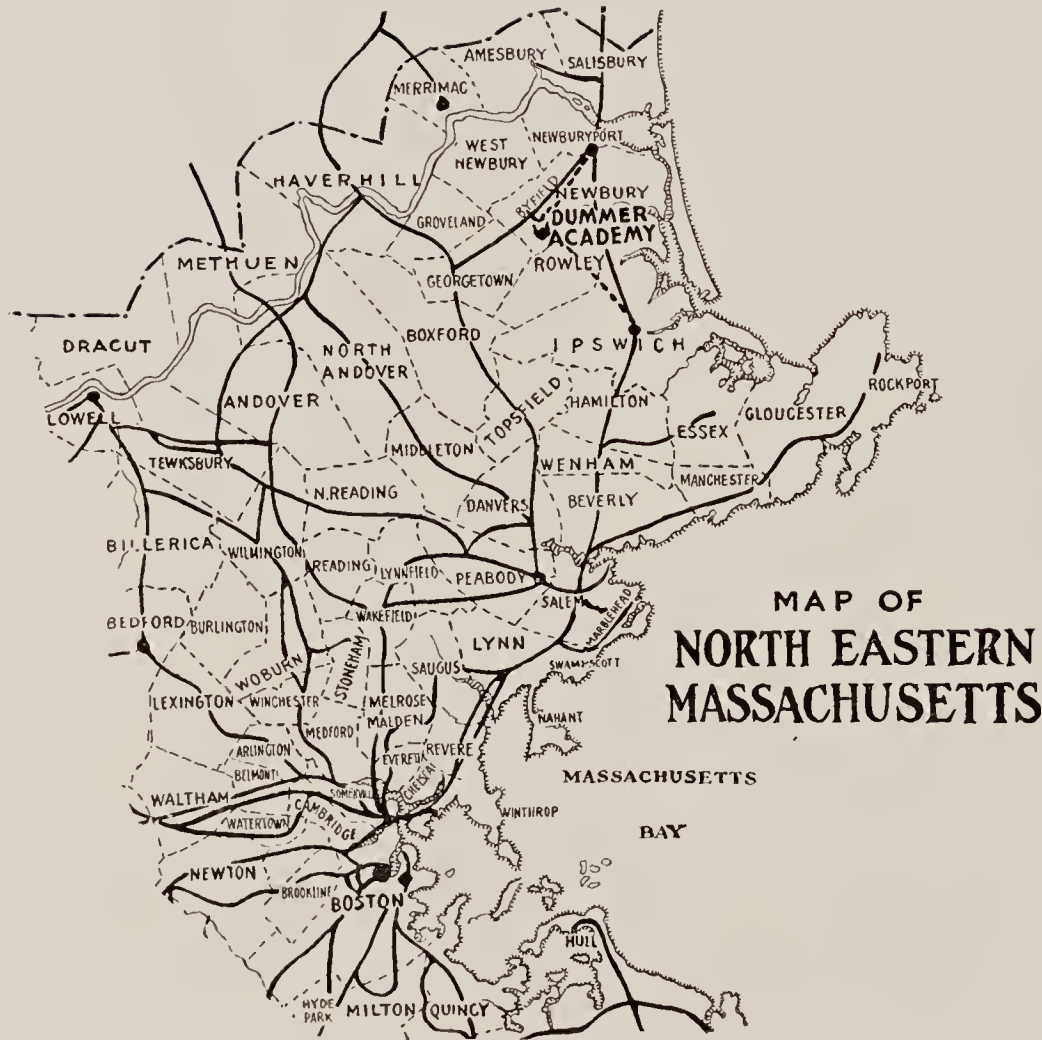 AMESBURY
SALISBURY
MERRIMAC
WEST
NEWBURY
NEWBURYPORT
HAVERHILL
GROVELAND
BYFIELD
NEWBURY
DUMMER
ACADEMY
ROWLEY
METHUEN
GEORGETOWN
DRACUT
NORTH
ANDOVER
BOXFORD
IPSWICH
LOWELL
ANDOVER
TOPSFIELD
HAMILTON
ESSEX
GLOUCESTER
ROCKPORT
TEWKSBURY
MIDDLETON
WENHAM
MANCHESTER
N.READING
DANVERS
BEVERLY
BILLERICA
WILMINGTON
READING
LYNNFIELD
PEABODY
SALEM
MARBLEHEAD
MAP OF
NORTH EASTERN
MASSACHUSETTS
BEDFORD
BURLINGTON
WAKEFIELD
LYNN
SWAMPSCOTT
WOBURN
STONEHAM
SAUGUS
LEXINGTON
WINCHESTER
MELROSE
MALDEN
NAHANT
ARLINGTON
MEDFORD
EVERETT
REVERE
BELMONT
SOMERVILLE
CHELSEA
MASSACHUSETTS
BAY
WALTHAM
WATERTOWN
CAMBRIDGE
WINTHROP
NEWTON
BROOKLINE
BOSTON
HULL
HYDE
PARK
MILTON
QUINCY